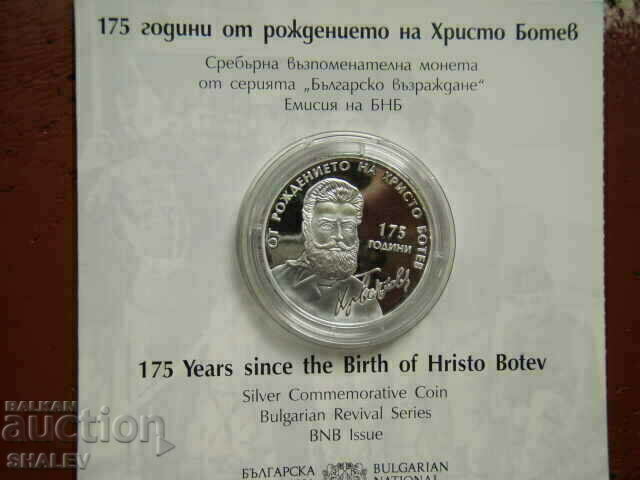 175 години от рождението на Христо Ботев
Сребърна възпоменателна монета
от серията „Българско възраждане“
Емисия на БНБ
ОТ РОЖДЕНИЕТО НА ХРИСТО БОТЕВ
175
ГОДИНИ
175 Years since the Birth of Hristo Botev
Silver Commemorative Coin
Bulgarian Revival Series
BNB Issue
БЪЛГАРСКА BULGARIAN
NATIONAL
BALKAN
auction
SHALEV